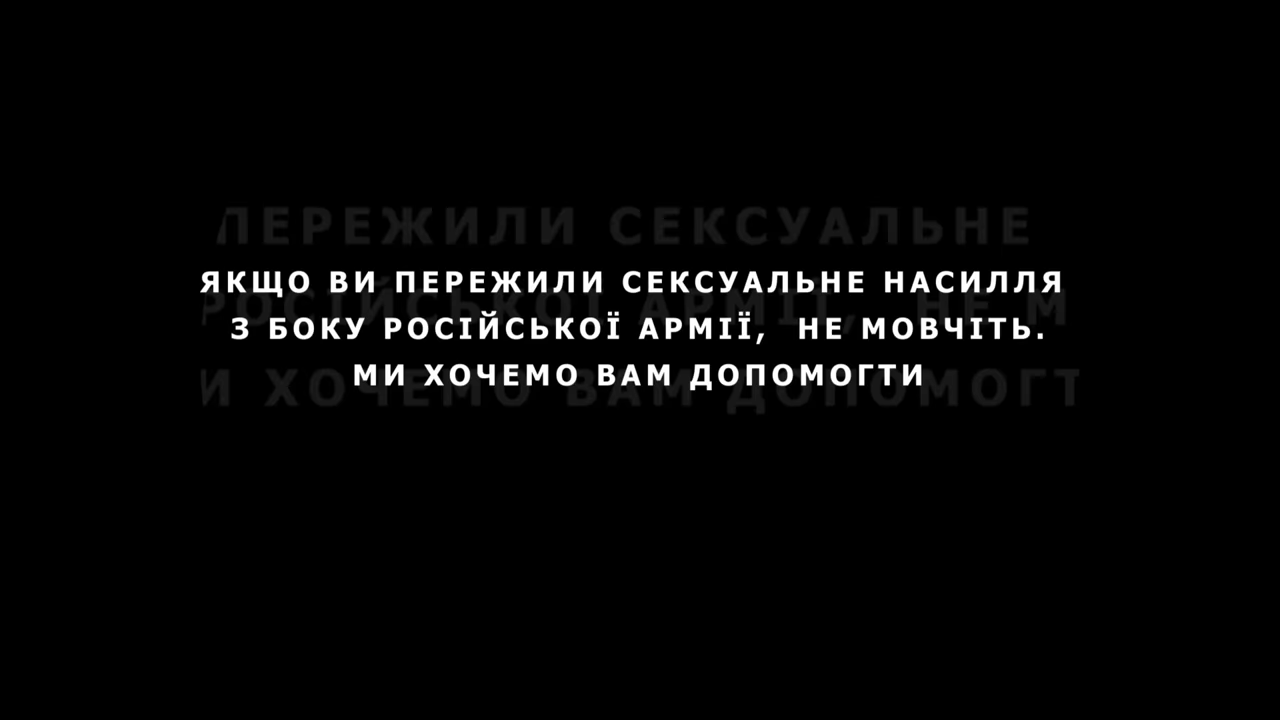 ЯКЩО ВИ ПЕРЕЖИЛИ СЕКСУАЛЬНЕ НАСИЛЛЯ
З БОКУ РОСІЙСЬКОЇ АРМІЇ, НЕ МОВЧІТЬ.
МИ ХОЧЕМО ВАМ ДОПОМОГТИ